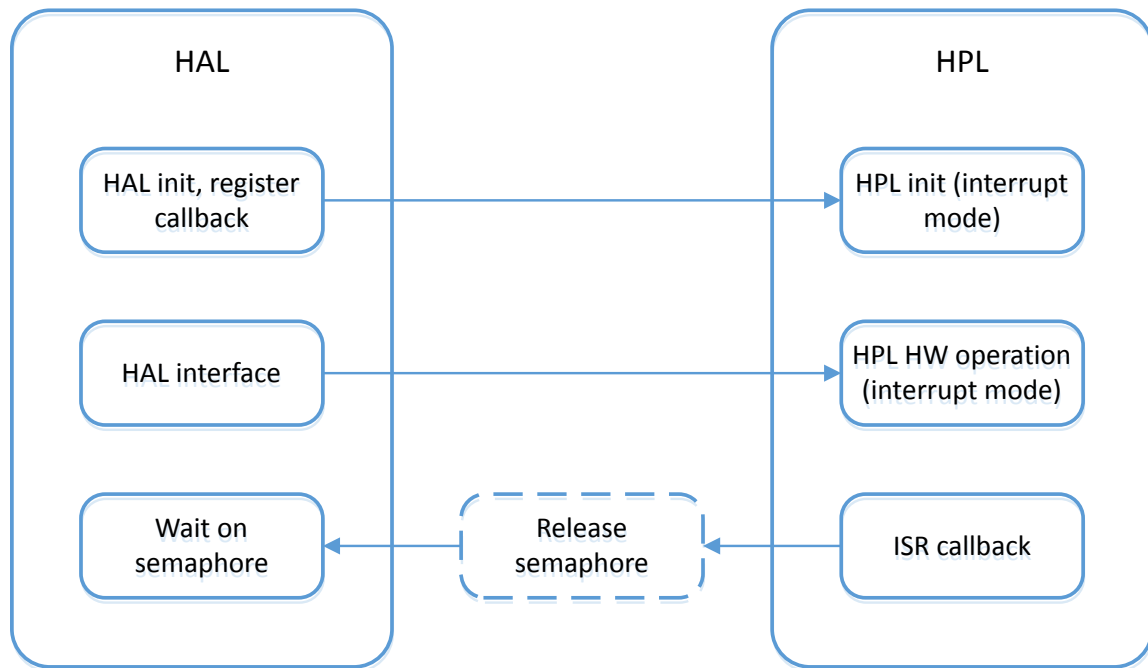 HAL
HPL
HAL init, register
callback
HPL init (interrupt
mode)
HAL interface
HPL HW operation
(interrupt mode)
Wait on
semaphore
Release
semaphore
ISR callback